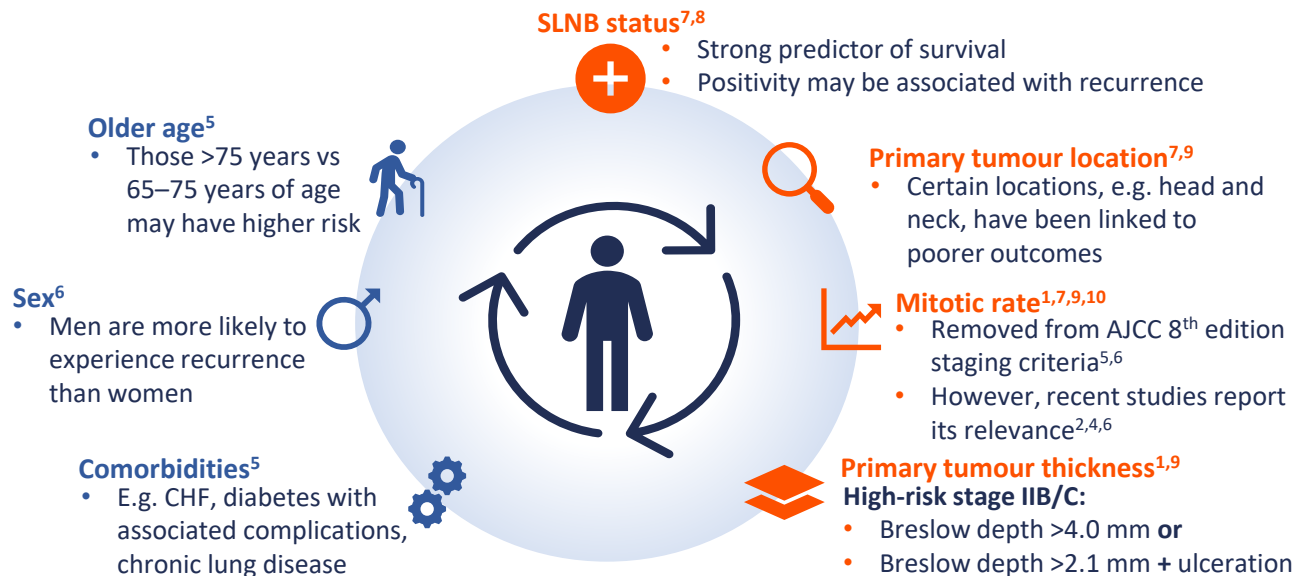 SLNB status7,8
• Strong predictor of survival
• Positivity may be associated with recurrence
Older age5
• Those >75 years vs
65–75 years of age
may have higher risk
Primary tumour location7,9
• Certain locations, e.g. head and
neck, have been linked to
poorer outcomes
Sex6
• Men are more likely to
experience recurrence
than women
Mitotic rate1,7,9,10
• Removed from AJCC 8th edition
staging criteria5,6
• However, recent studies report
its relevance2,4,6
Comorbidities5
• E.g. CHF, diabetes with
associated complications,
chronic lung disease
Primary tumour thickness1,9
High-risk stage IIB/C:
• Breslow depth >4.0 mm or
• Breslow depth >2.1 mm + ulceration